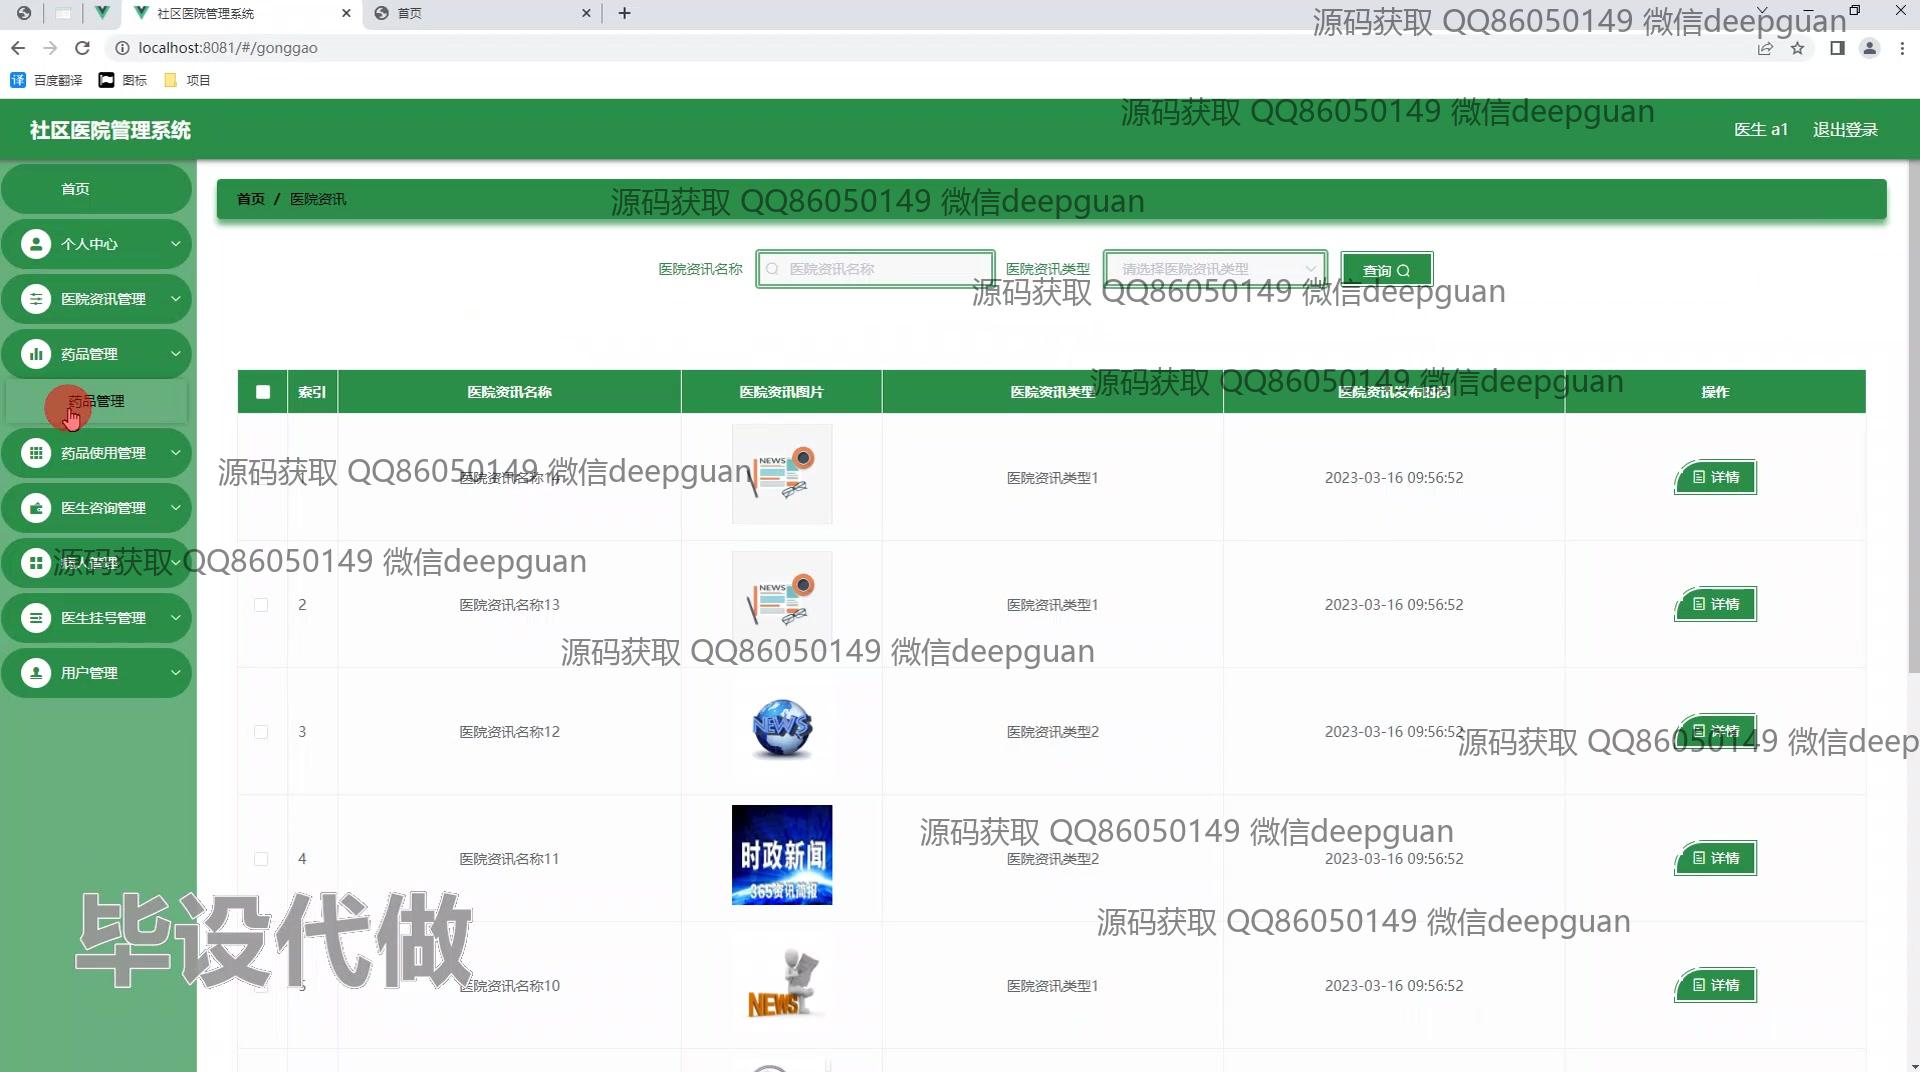 社区医院管理系统
首页
源码获取 QQ86050149 微信deepguan
localhost:8081/#/gonggao
百度翻译
图标
项目
社区医院管理系统
源码获取 QQ86050149 微信deepguan
医生 a1
退出登录
首页
个人中心
医院资讯管理
药品管理
药品管理
药品使用管理
医生咨询管理
病人管理
医生挂号管理
用户管理
首页 / 医院资讯
源码获取 QQ86050149 微信deepguan
医院资讯名称
医院资讯名称
医院资讯类型
请选择医院资讯类型
查询
源码获取 QQ86050149 微信deepguan
源码获取 QQ86050149 微信deepguan
索引 医院资讯名称 医院资讯图片 医院资讯类型 医院资讯发布时间 操作
源码获取 QQ86050149 微信deepguan
医院资讯名称14 NEWS 医院资讯类型1 2023-03-16 09:56:52 详情
源码获取 QQ86050149 微信deepguan
2 医院资讯名称13 NEWS 医院资讯类型1 2023-03-16 09:56:52 详情
源码获取 QQ86050149 微信deepguan
3 医院资讯名称12 NEWS 医院资讯类型2 2023-03-16 09:56:52 详情
源码获取 QQ86050149 微信deep
源码获取 QQ86050149 微信deepguan
4 医院资讯名称11 时政新闻 365资讯简报 医院资讯类型2 2023-03-16 09:56:52 详情
源码获取 QQ86050149 微信deepguan
5 医院资讯名称10 NEWS 医院资讯类型1 2023-03-16 09:56:52 详情
毕设代做